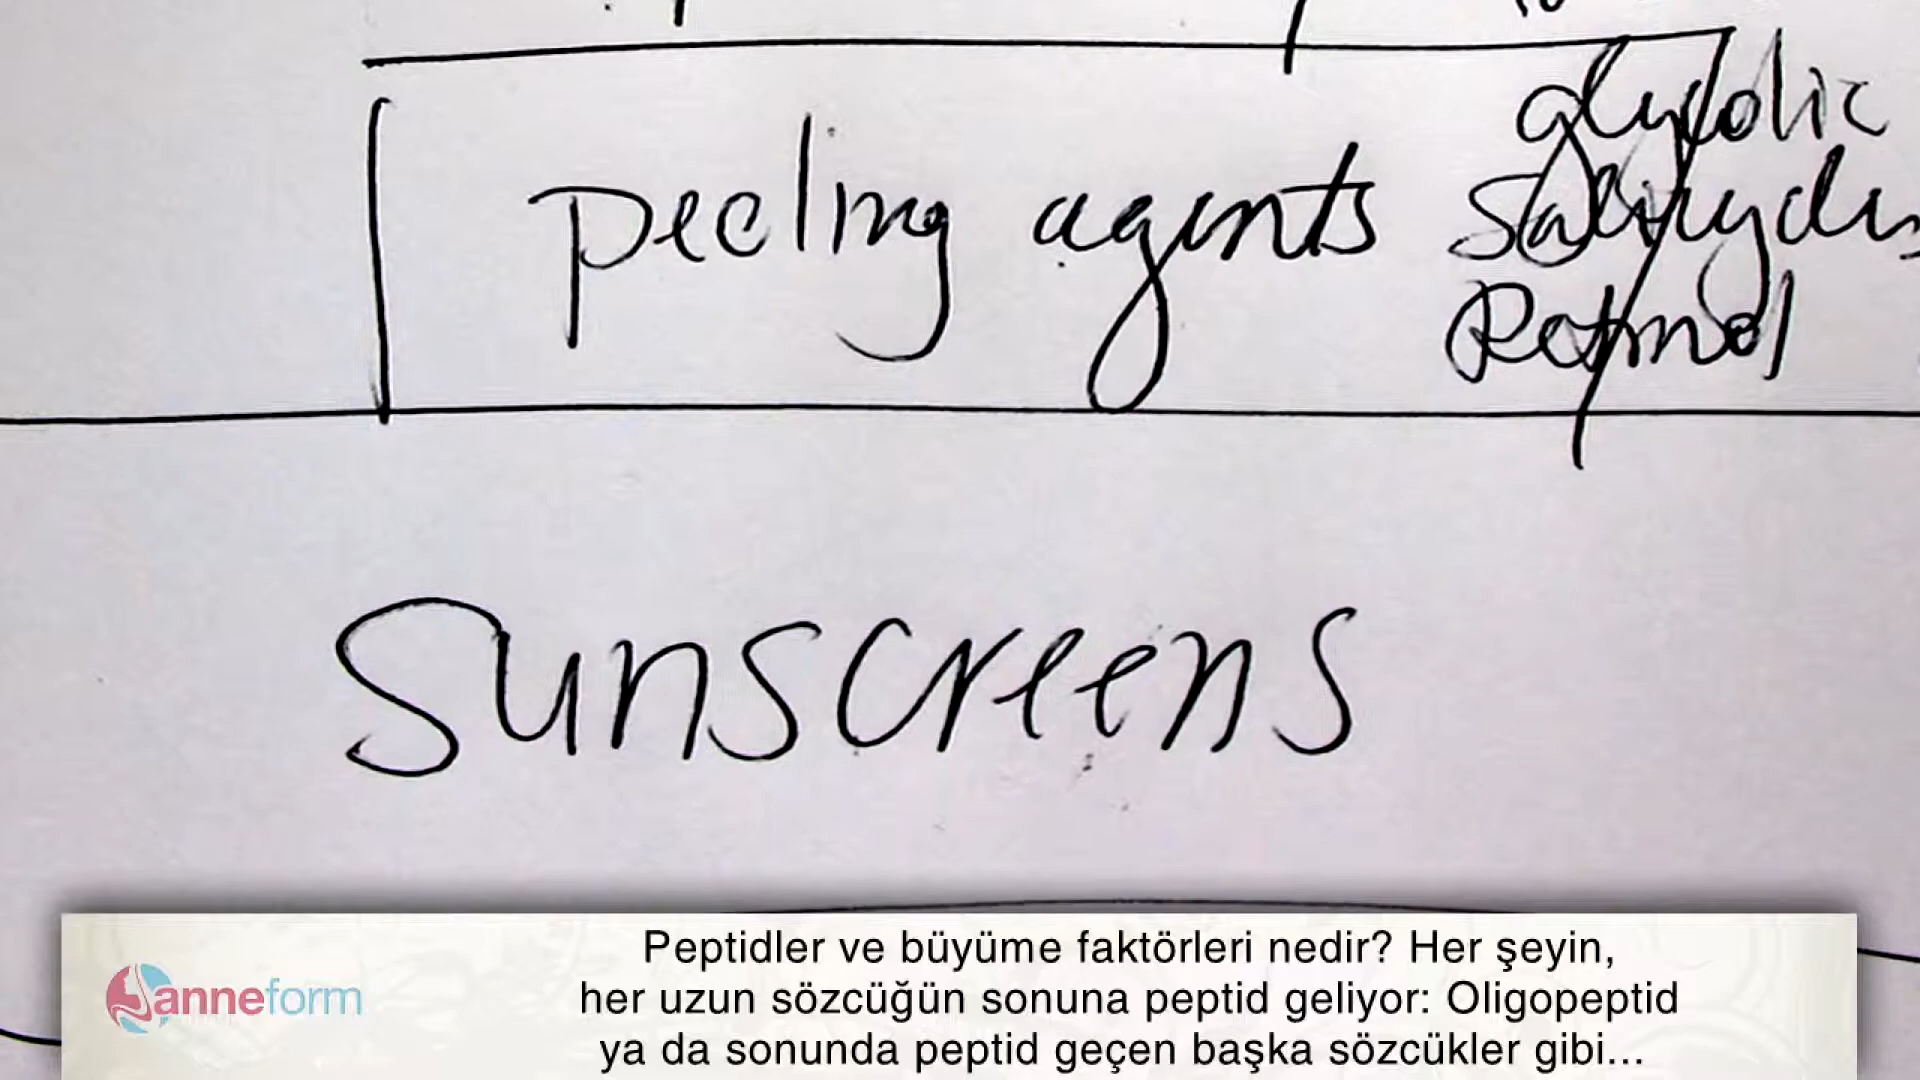 glycolic
peeling agents
Retinol
sunscreens
anneform
Peptidler ve büyüme faktörleri nedir? Her şeyin,
her uzun sözcüğün sonuna peptid geliyor: Oligopeptid
ya da sonunda peptid geçen başka sözcükler gibi...